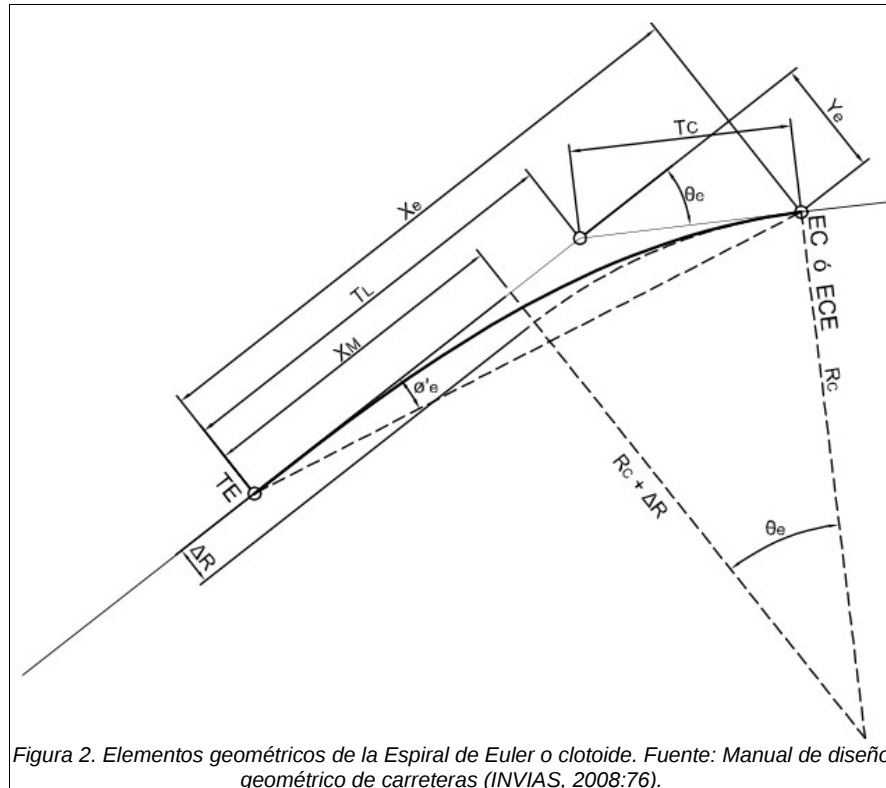 Xe
TL
XM
TC
Ye
θe
ø'e
TE
ΔR
EC ó ECE
Rc
Rc + ΔR
θe
Figura 2. Elementos geométricos de la Espiral de Euler o clotoide. Fuente: Manual de diseño
geométrico de carreteras (INVIAS, 2008:76).